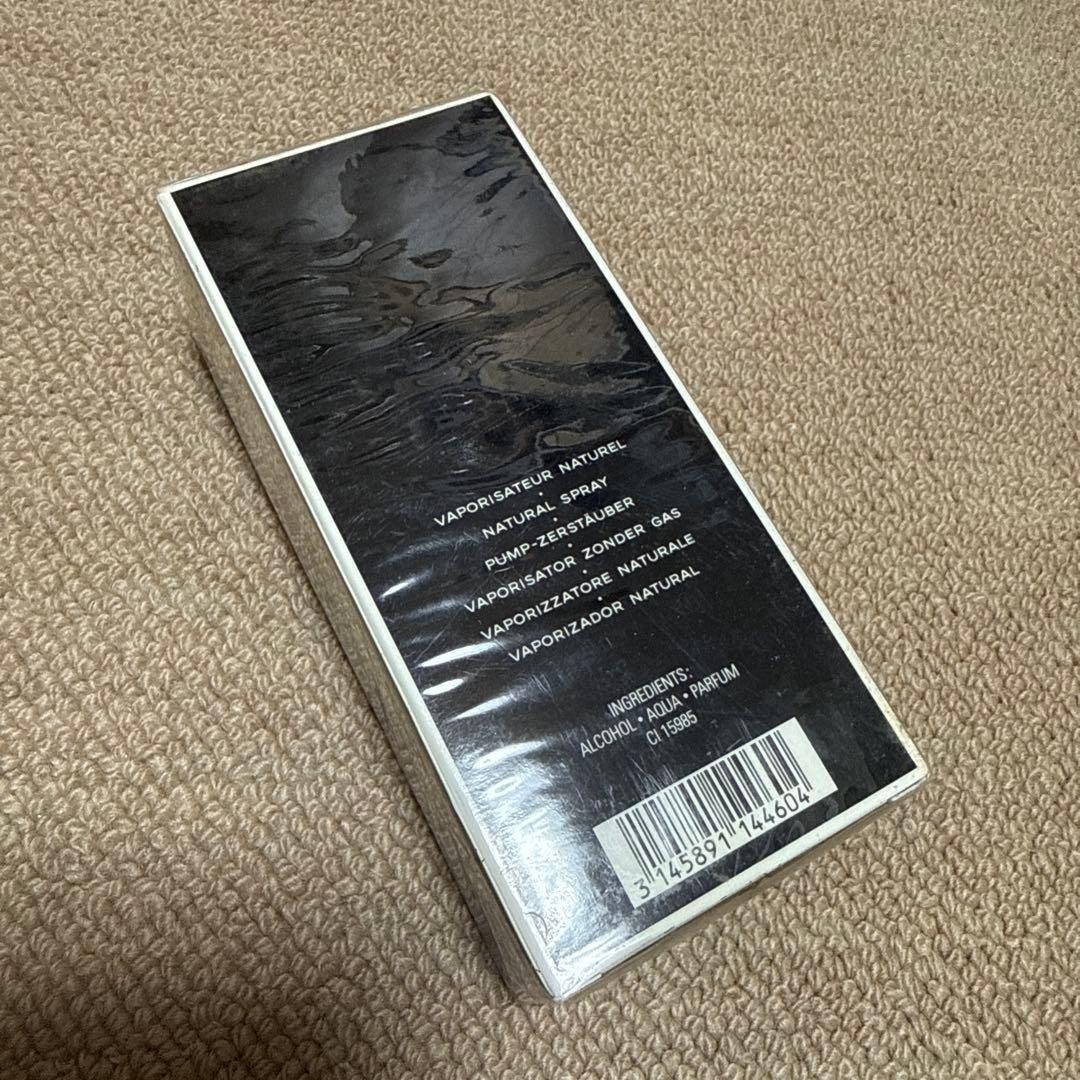 VAPORISATEUR NATUREL
•
NATURAL SPRAY
•
PUMP-ZERSTÄUBER
•
VAPORISATOR ZONDER GAS
•
VAPORIZZATORE NATURALE
•
VAPORIZADOR NATURAL
INGREDIENTS:
ALCOHOL • AQUA • PARFUM
CI 15985
3 145891 144604